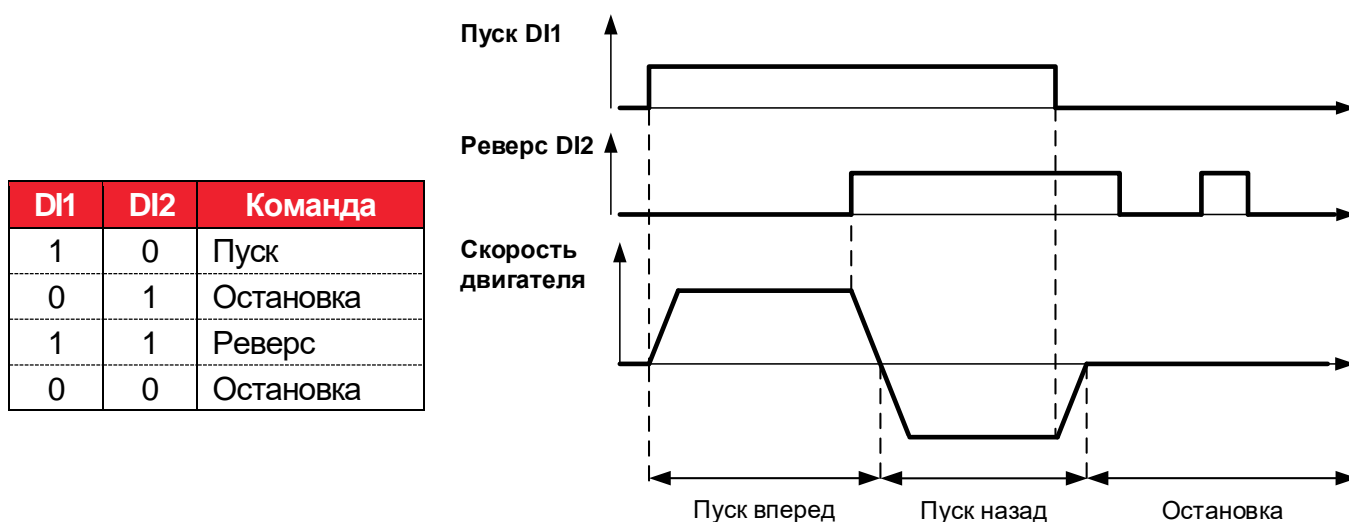 Пуск DI1
Реверс DI2
Скорость
двигателя
DI1 DI2 Команда
1 0 Пуск
0 1 Остановка
1 1 Реверс
0 0 Остановка
Пуск вперед Пуск назад Остановка